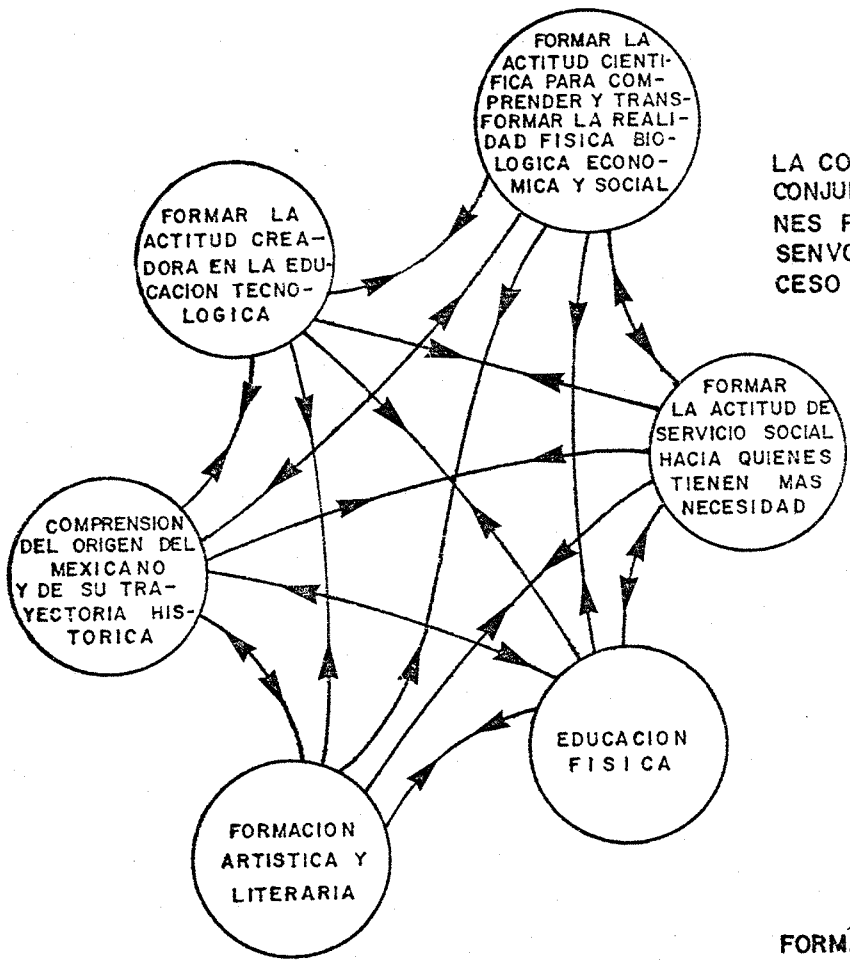 FORMAR LA
ACTITUD CIENTI-
FICA PARA COM-
PRENDER Y TRANS-
FORMAR LA REALI-
DAD FISICA BIO-
LOGICA ECONO-
MICA Y SOCIAL
FORMAR LA
ACTITUD CREA-
DORA EN LA EDU-
CACION TECNO-
LOGICA
LA CO
CONJU
NES P
SENVO
CESO
FORMAR
LA ACTITUD DE
SERVICIO SOCIAL
HACIA QUIENES
TIENEN MAS
NECESIDAD
COMPRENSION
DEL ORIGEN DEL
MEXICANO
Y DE SU TRA-
YECTORIA HIS-
TORICA
EDUCACION
FISICA
FORMACION
ARTISTICA Y
LITERARIA
FORM